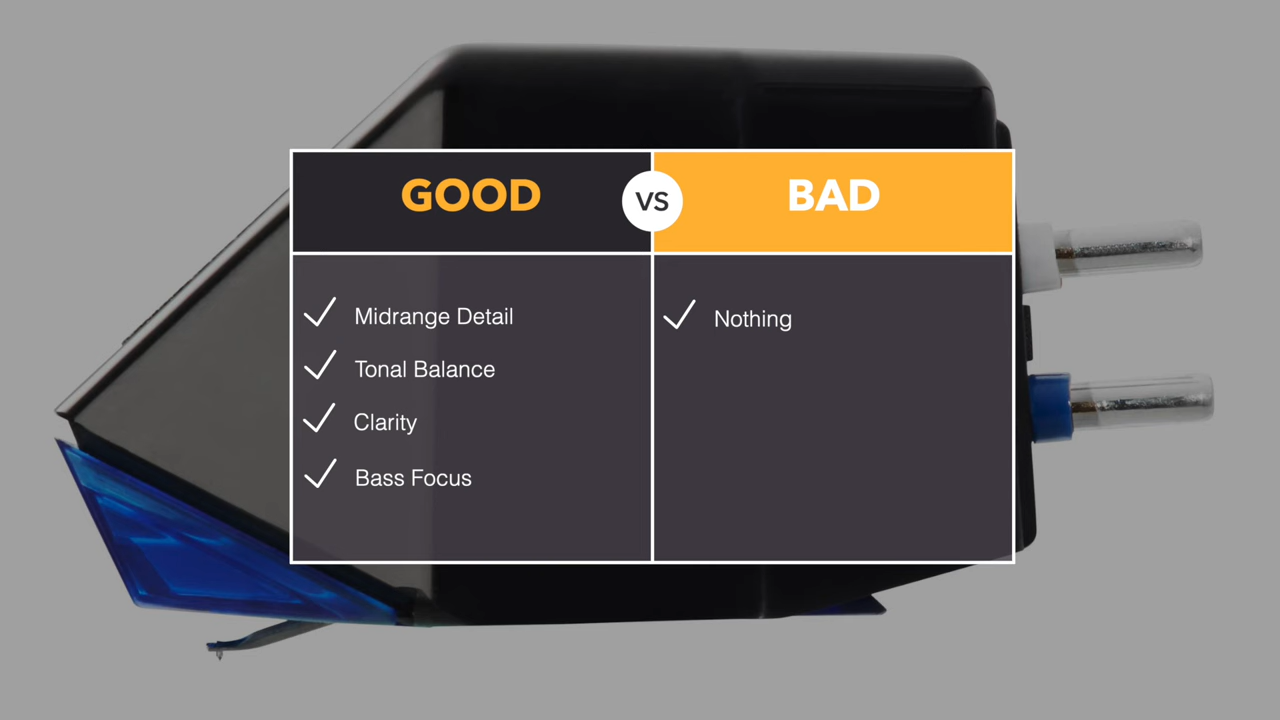 GOOD VS BAD
Midrange Detail
Tonal Balance
Clarity
Bass Focus
Nothing